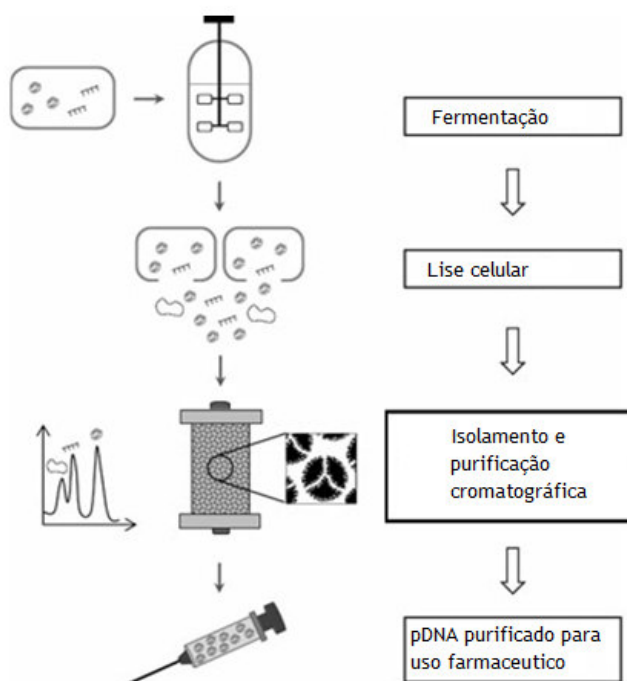 Fermentação
Lise celular
Isolamento e
purificação
cromatográfica
pDNA purificado para
uso farmaceutico